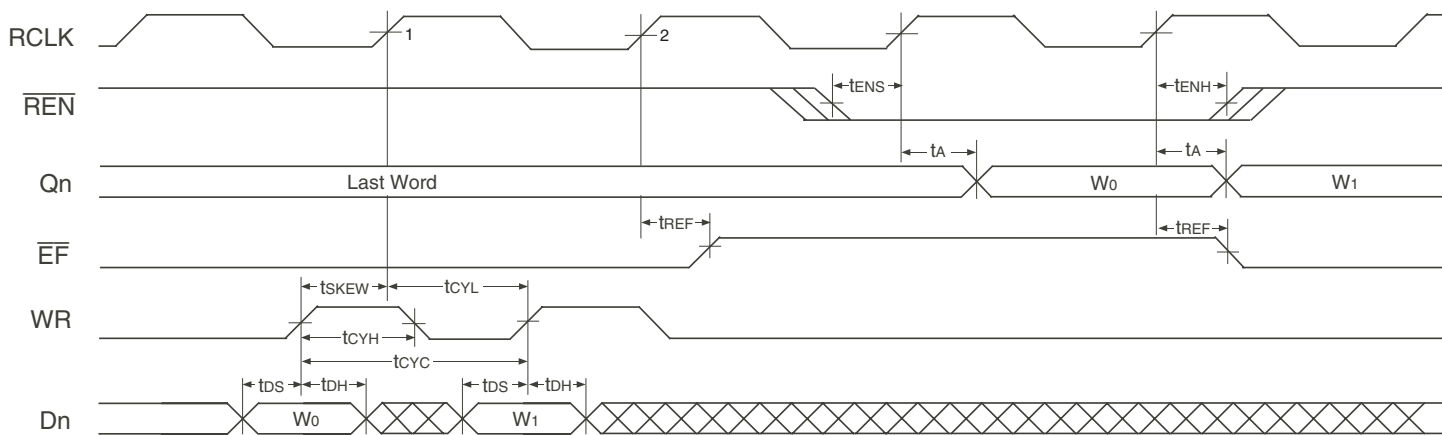 RCLK 1 2
REN tENS tENH
tA tA
Qn Last Word W0 W1
tREF tREF
EF
tSKEW tCYL
WR
tCYH
tCYC
tDS tDH tDS tDH
Dn W0 W1